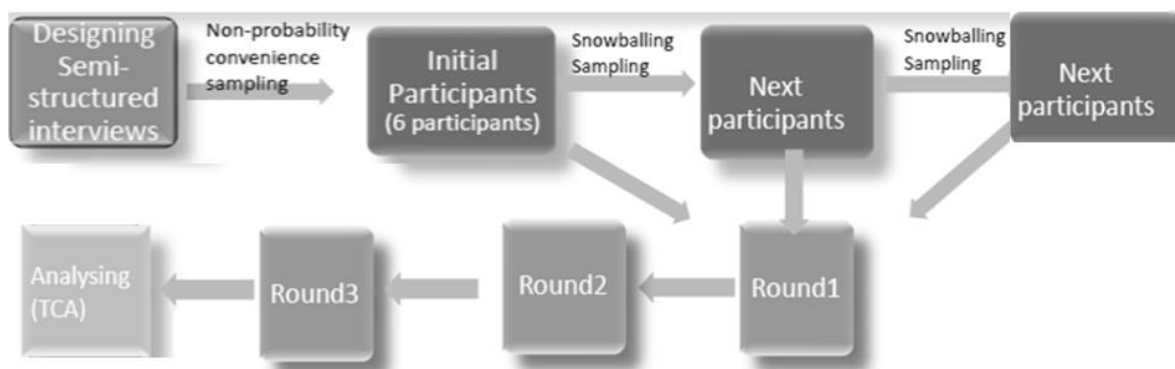 Designing
Semi-
structured
interviews
Non-probability
convenience
sampling
Initial
Participants
(6 participants)
Snowballing
Sampling
Next
participants
Snowballing
Sampling
Next
participants
Analysing
(TCA)
Round3
Round2
Round1